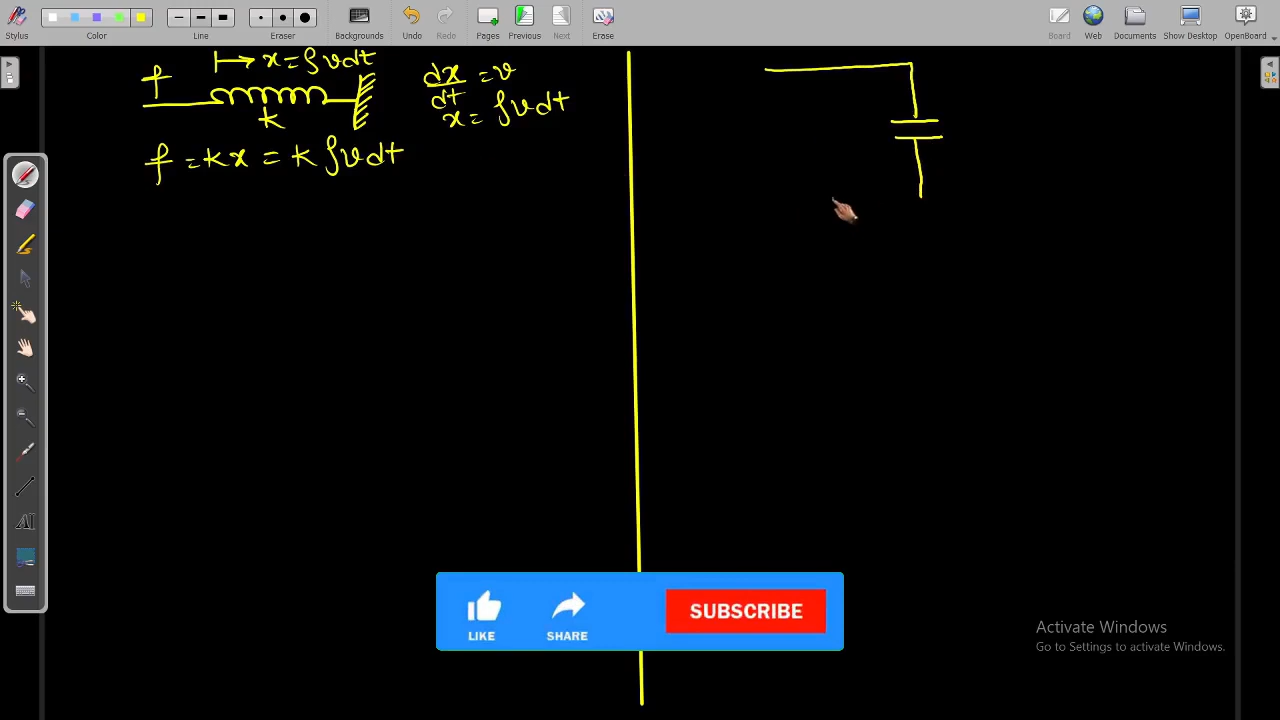 Stylus
Color
Line
Eraser
Backgrounds
Undo
Redo
Pages
Previous
Next
Erase
Board
Web
Documents
Show Desktop
OpenBoard
x = ∫v dt
f
k
dx/dt = v
x = ∫v dt
f = kx = k ∫v dt
LIKE
SHARE
SUBSCRIBE
Activate Windows
Go to Settings to activate Windows.